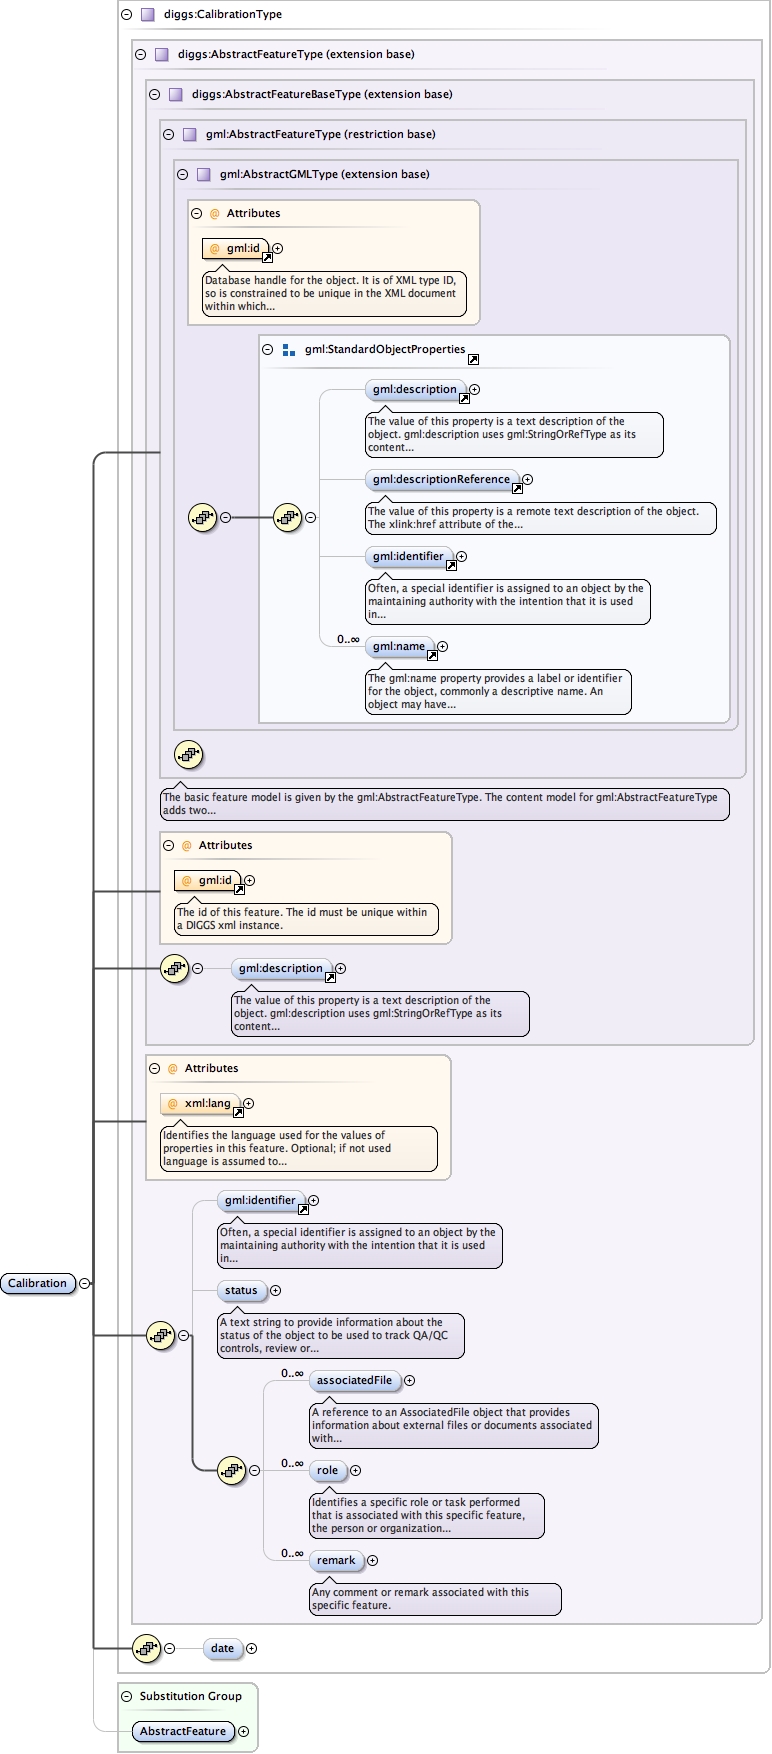 diggs:CalibrationType
diggs:AbstractFeatureType (extension base)
diggs:AbstractFeatureBaseType (extension base)
gml:AbstractFeatureType (restriction base)
gml:AbstractGMLType (extension base)
@ Attributes
@ gml:id
Database handle for the object. It is of XML type ID,
so is constrained to be unique in the XML document
within which...
gml:StandardObjectProperties
gml:description
The value of this property is a text description of the
object. gml:description uses gml:StringOrRefType as its
content...
gml:descriptionReference
The value of this property is a remote text description of the object.
The xlink:href attribute of the...
gml:identifier
Often, a special identifier is assigned to an object by the
maintaining authority with the intention that it is used
in...
0..∞
gml:name
The gml:name property provides a label or identifier
for the object, commonly a descriptive name. An
object may have...
The basic feature model is given by the gml:AbstractFeatureType. The content model for gml:AbstractFeatureType
adds two...
@ Attributes
@ gml:id
The id of this feature. The id must be unique within
a DIGGS xml instance.
gml:description
The value of this property is a text description of the
object. gml:description uses gml:StringOrRefType as its
content...
@ Attributes
@ xml:lang
Identifies the language used for the values of
properties in this feature. Optional; if not used
language is assumed to...
gml:identifier
Often, a special identifier is assigned to an object by the
maintaining authority with the intention that it is used
in...
Calibration
status
A text string to provide information about the
status of the object to be used to track QA/QC
controls, review or...
0..∞
associatedFile
A reference to an AssociatedFile object that provides
information about external files or documents associated
with...
0..∞
role
Identifies a specific role or task performed
that is associated with this specific feature,
the person or organization...
0..∞
remark
Any comment or remark associated with this
specific feature.
date
Substitution Group
AbstractFeature